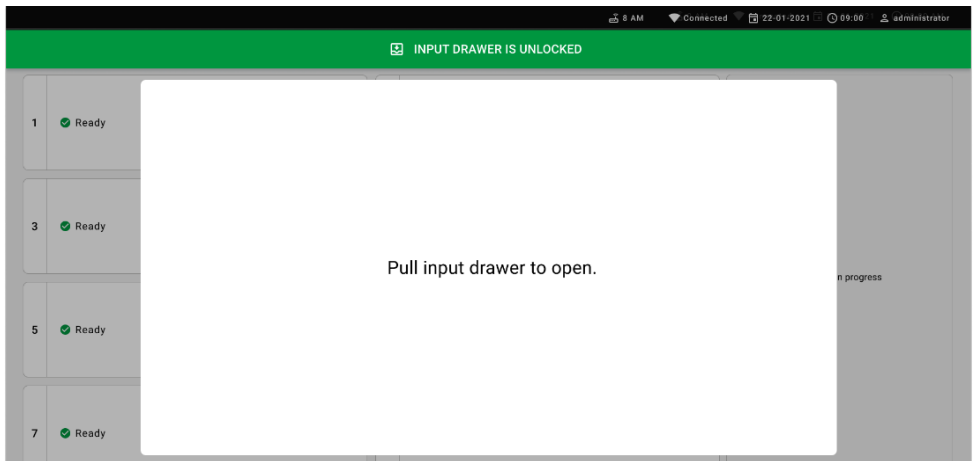 8 AM Connected 22-01-2021 09:00 administrator
INPUT DRAWER IS UNLOCKED
1 Ready
3 Ready
Pull input drawer to open.
n progress
5 Ready
7 Ready